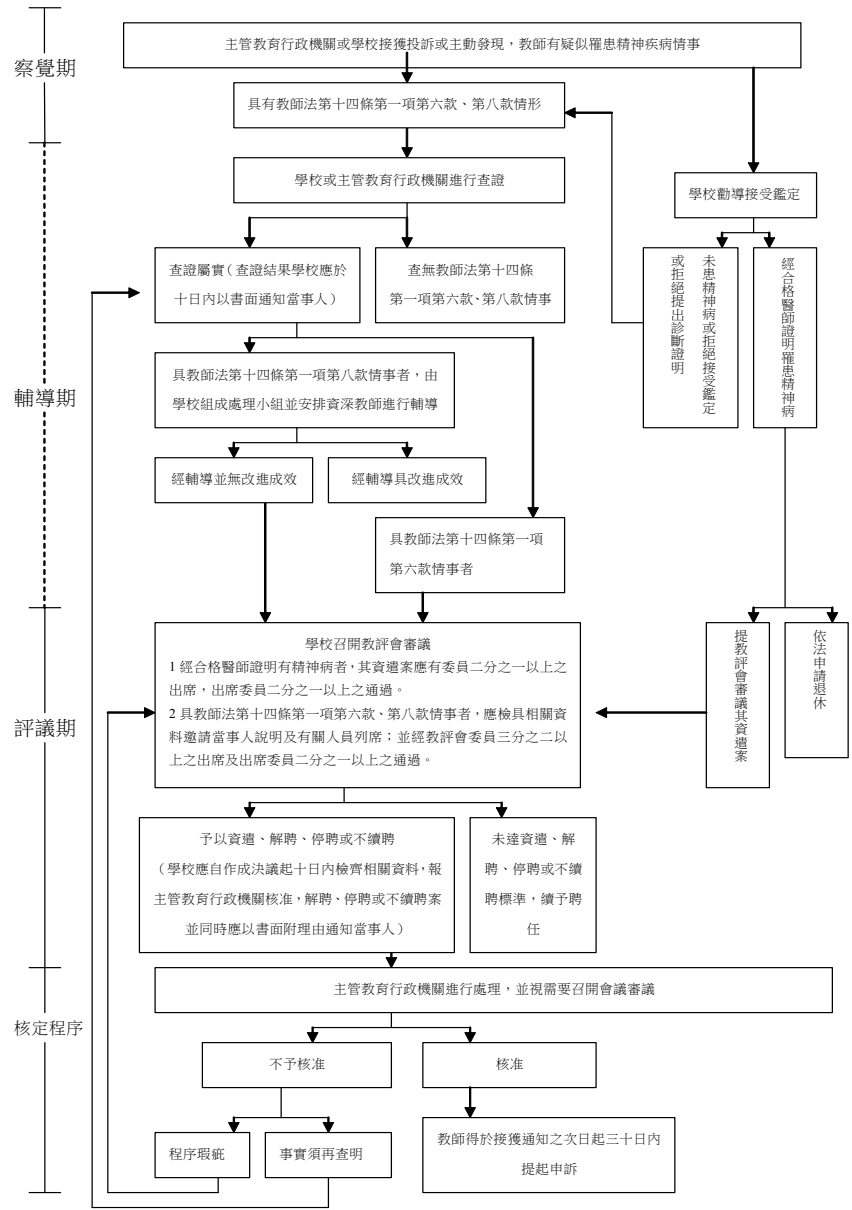 主管教育行政機關或學校接獲投訴或主動發現，教師有疑似罹患精神疾病情事
察覺期
具有教師法第十四條第一項第六款、第八款情形
學校或主管教育行政機關進行查證
學校勸導接受鑑定
查證屬實（查證結果學校應於
十日內以書面通知當事人）
查無教師法第十四條
第一項第六款、第八款情事
未患精神病或拒絕接受鑑定
或拒絕提出診斷證明
經合格醫師證明罹患精神病
輔導期
具教師法第十四條第一項第八款情事者，由
學校組成處理小組並安排資深教師進行輔導
經輔導並無改進成效
經輔導具改進成效
具教師法第十四條第一項
第六款情事者
評議期
學校召開教評會審議
1 經合格醫師證明有精神病者，其資遣案應有委員二分之一以上之
出席，出席委員二分之一以上之通過。
2 具教師法第十四條第一項第六款、第八款情事者，應檢具相關資
料邀請當事人說明及有關人員列席；並經教評會委員三分之二以
上之出席及出席委員二分之一以上之通過。
提教評會審議其資遣案
依法申請退休
予以資遣、解聘、停聘或不續聘
（學校應自作成決議起十日內檢齊相關資料，報
主管教育行政機關核准，解聘、停聘或不續聘案
並同時應以書面附理由通知當事人）
未達資遣、解
聘、停聘或不續
聘標準，續予聘
任
核定程序
主管教育行政機關進行處理，並視需要召開會議審議
不予核准
核准
程序瑕疵
事實須再查明
教師得於接獲通知之次日起三十日內
提起申訴